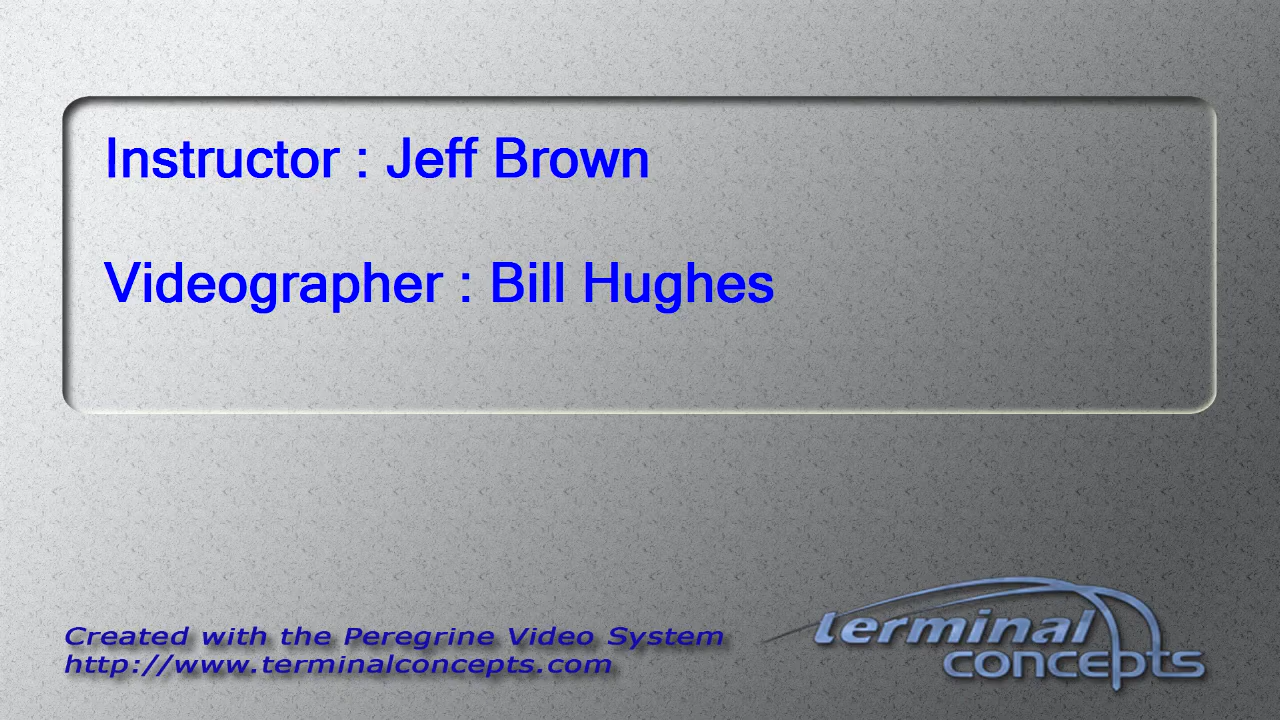 Instructor : Jeff Brown
Videographer : Bill Hughes
Created with the Peregrine Video System
http://www.terminalconcepts.com
terminal
concepts